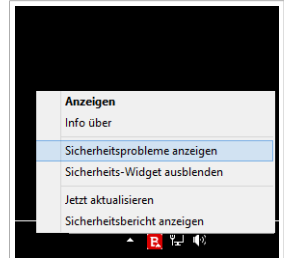 Anzeigen
Info über
Sicherheitsprobleme anzeigen
Sicherheits-Widget ausblenden
Jetzt aktualisieren
Sicherheitsbericht anzeigen
B